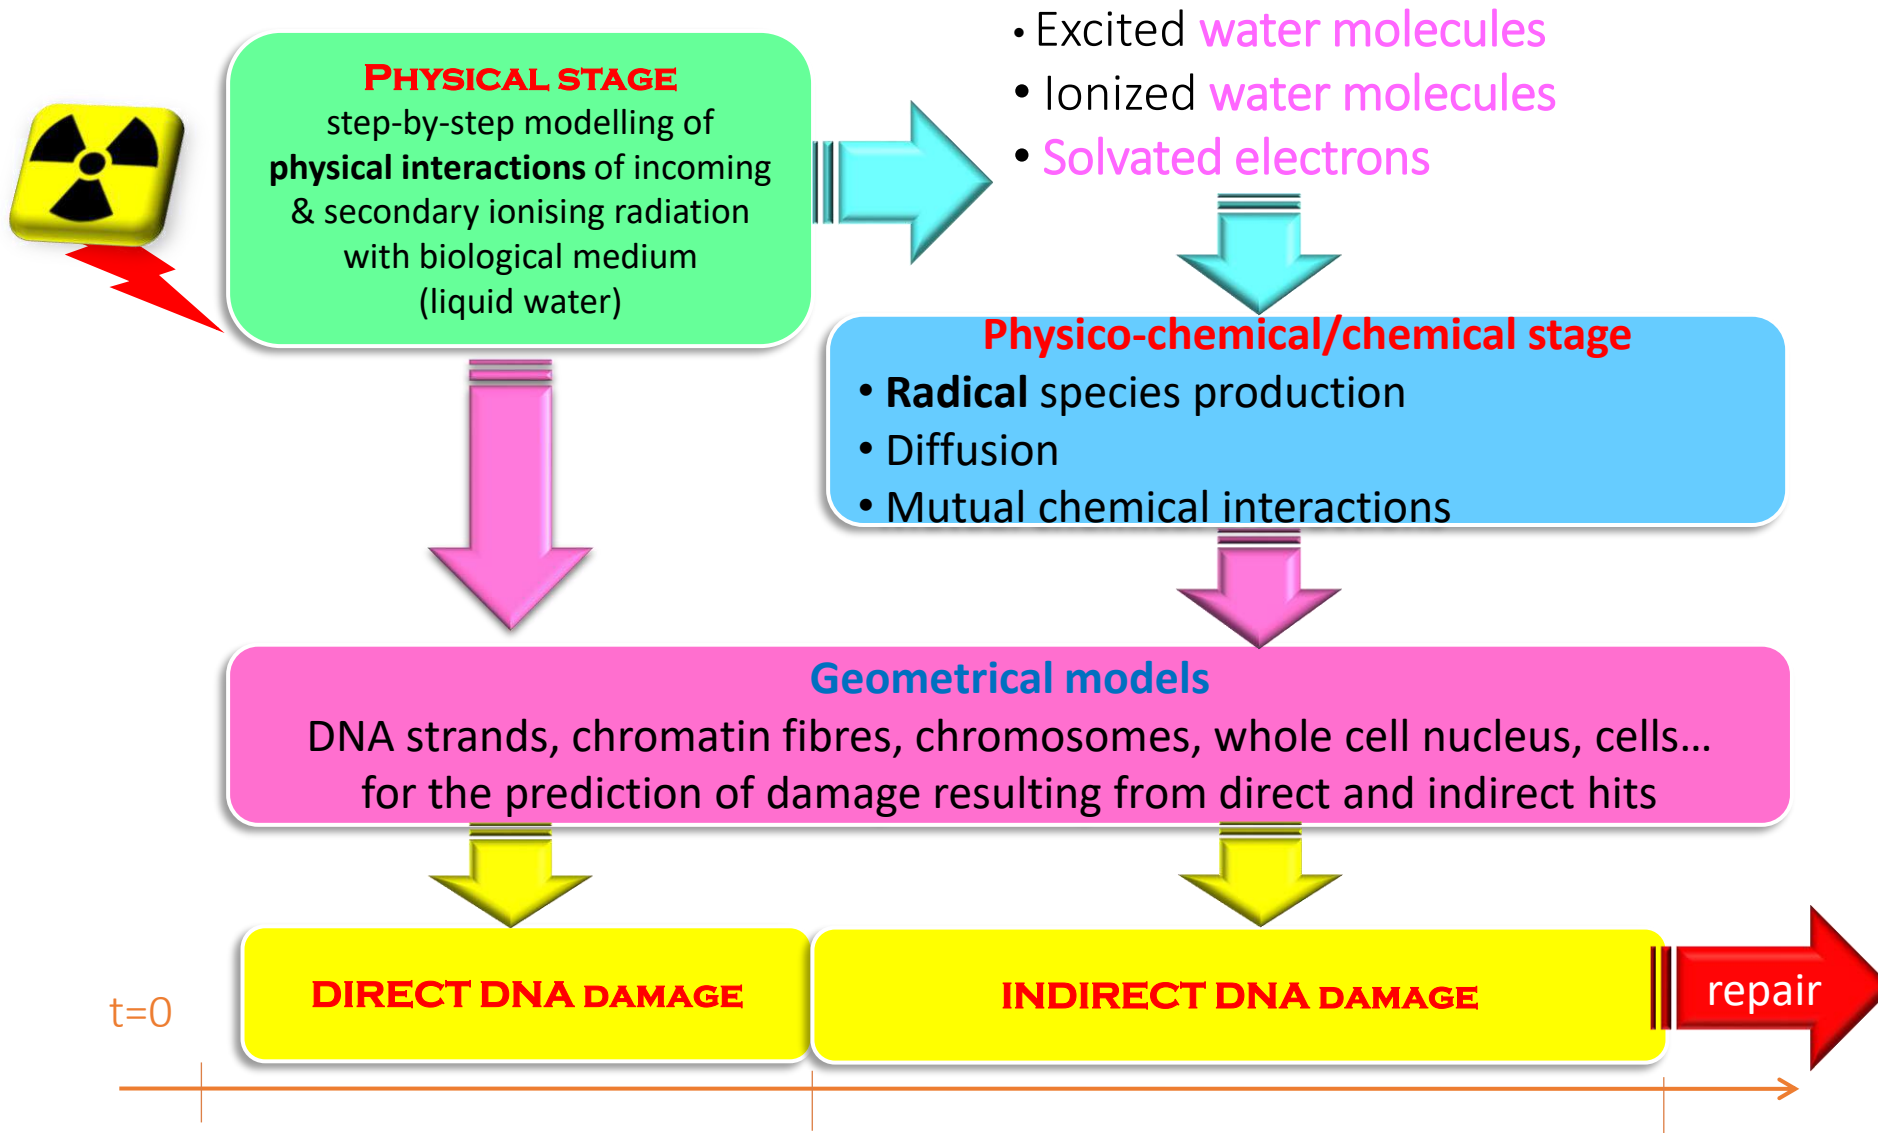 PHYSICAL STAGE
step-by-step modelling of
physical interactions of incoming
& secondary ionising radiation
with biological medium
(liquid water)
• Excited water molecules
• Ionized water molecules
• Solvated electrons
Physico-chemical/chemical stage
• Radical species production
• Diffusion
• Mutual chemical interactions
Geometrical models
DNA strands, chromatin fibres, chromosomes, whole cell nucleus, cells…
for the prediction of damage resulting from direct and indirect hits
DIRECT DNA DAMAGE
INDIRECT DNA DAMAGE
repair
t=0